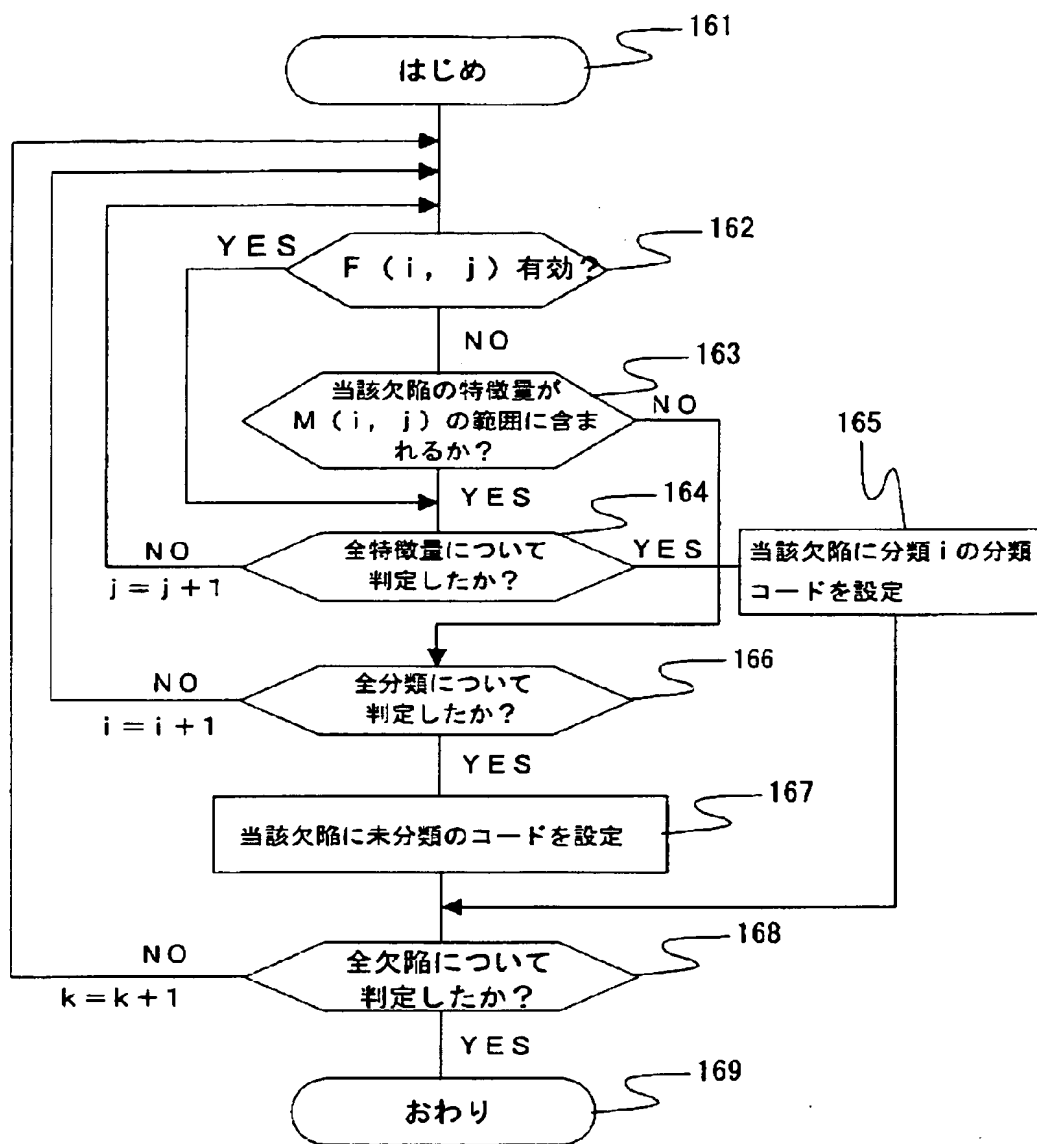 161
はじめ
162
YES
F(i, j)有効?
NO
163
当該欠陥の特徴量が
M(i, j)の範囲に含ま
れるか?
NO
165
YES
164
NO
全特徴量について
判定したか?
YES
当該欠陥に分類iの分類
コードを設定
j=j+1
166
NO
全分類について
判定したか?
i=i+1
YES
167
当該欠陥に未分類のコードを設定
168
NO
全欠陥について
判定したか?
k=k+1
YES
169
おわり